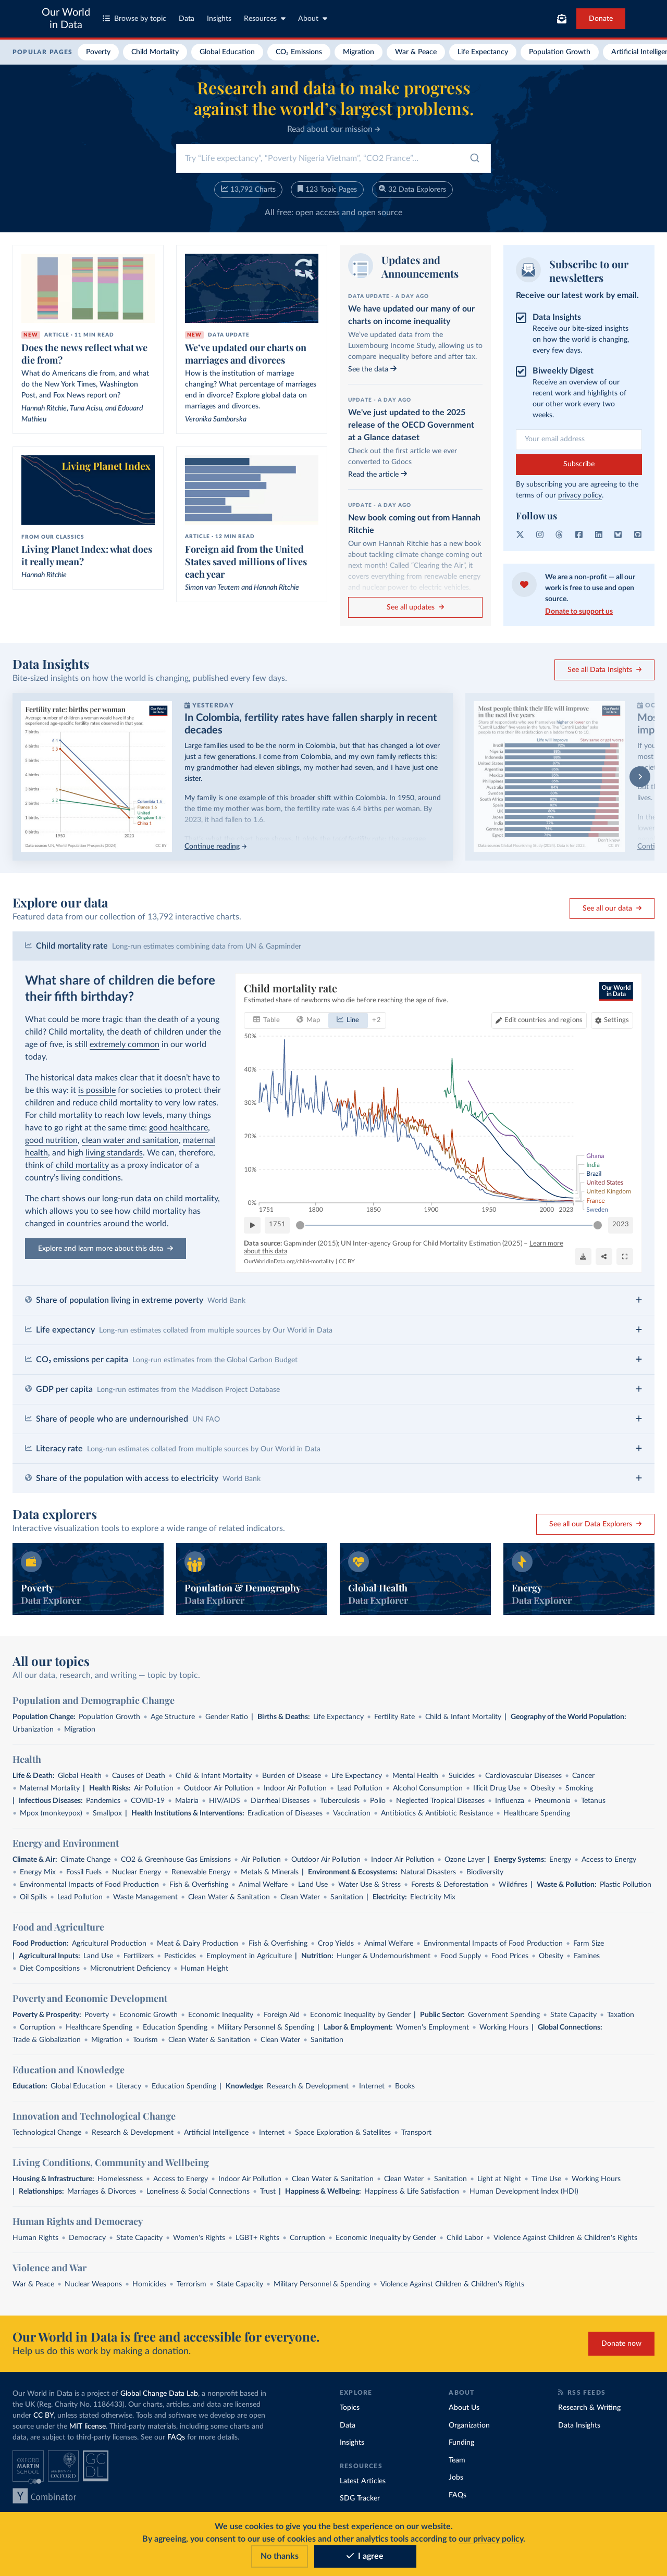 Our World
in Data
Browse by topic
Data
Insights
Resources
About
Donate
POPULAR PAGES
Poverty
Child Mortality
Global Education
CO₂ Emissions
Migration
War & Peace
Life Expectancy
Population Growth
Artificial Intelligen
Research and data to make progress
against the world's largest problems.
Read about our mission →
Try "Life expectancy", "Poverty Nigeria Vietnam", "CO2 France"...
13,792 Charts
123 Topic Pages
32 Data Explorers
All free: open access and open source
NEW ARTICLE · 11 MIN READ
Does the news reflect what we
die from?
What do Americans die from, and what
do the New York Times, Washington
Post, and Fox News report on?
Hannah Ritchie, Tuna Acisu, and Edouard
Mathieu
NEW DATA UPDATE
We've updated our charts on
marriages and divorces
How is the institution of marriage
changing? What percentage of marriages
end in divorce? Explore global data on
marriages and divorces.
Veronika Samborska
Living Planet Index
FROM OUR CLASSICS
Living Planet Index: what does
it really mean?
Hannah Ritchie
ARTICLE · 12 MIN READ
Foreign aid from the United
States saved millions of lives
each year
Simon van Teutem and Hannah Ritchie
Updates and
Announcements
DATA UPDATE · A DAY AGO
We have updated our many of our
charts on income inequality
We've updated data from the
Luxembourg Income Study, allowing us to
compare inequality before and after tax.
See the data →
UPDATE · A DAY AGO
We've just updated to the 2025
release of the OECD Government
at a Glance dataset
Check out the first article we ever
converted to Gdocs
Read the article →
UPDATE · A DAY AGO
New book coming out from Hannah
Ritchie
Our own Hannah Ritchie has a new book
about tackling climate change coming out
next month! Called "Clearing the Air", it
covers everything from renewable energy
See all updates →
Subscribe to our
newsletters
Receive our latest work by email.
Data Insights
Receive our bite-sized insights
on how the world is changing,
every few days.
Biweekly Digest
Receive an overview of our
recent work and highlights of
our other work every two
weeks.
Your email address
Subscribe
By subscribing you are agreeing to the
terms of our privacy policy.
Follow us
We are a non-profit — all our
work is free to use and open
source.
Donate to support us
Data Insights
Bite-sized insights on how the world is changing, published every few days.
See all Data Insights →
Fertility rate: births per woman
YESTERDAY
In Colombia, fertility rates have fallen sharply in recent
decades
Large families used to be the norm in Colombia, but that has changed a lot over
just a few generations. I come from Colombia, and my own family reflects this:
my grandmother had eleven siblings, my mother had seven, and I have just one
sister.
My family is one example of this broader shift within Colombia. In 1950, around
the time my mother was born, the fertility rate was 6.4 births per woman. By
2023, it had fallen to 1.6.
Continue reading →
Most people think their life will improve
in the next five years
Explore our data
Featured data from our collection of 13,792 interactive charts.
See all our data →
Child mortality rate Long-run estimates combining data from UN & Gapminder
What share of children die before
their fifth birthday?
What could be more tragic than the death of a young
child? Child mortality, the death of children under the
age of five, is still extremely common in our world
today.
The historical data makes clear that it doesn't have to
be this way: it is possible for societies to protect their
children and reduce child mortality to very low rates.
For child mortality to reach low levels, many things
have to go right at the same time: good healthcare,
good nutrition, clean water and sanitation, maternal
health, and high living standards. We can, therefore,
think of child mortality as a proxy indicator of a
country's living conditions.
The chart shows our long-run data on child mortality,
which allows you to see how child mortality has
changed in countries around the world.
Explore and learn more about this data →
Child mortality rate
Estimated share of newborns who die before reaching the age of five.
Our World
in Data
Table
Map
Line
+2
Edit countries and regions
Settings
50%
40%
30%
20%
10%
0%
1751 1800 1850 1900 1950 2000 2023
Ghana
India
Brazil
United States
United Kingdom
France
Sweden
1751
2023
Data source: Gapminder (2015); UN Inter-agency Group for Child Mortality Estimation (2025) – Learn more
about this data
OurWorldinData.org/child-mortality | CC BY
Share of population living in extreme poverty World Bank +
Life expectancy Long-run estimates collated from multiple sources by Our World in Data +
CO₂ emissions per capita Long-run estimates from the Global Carbon Budget +
GDP per capita Long-run estimates from the Maddison Project Database +
Share of people who are undernourished UN FAO +
Literacy rate Long-run estimates collated from multiple sources by Our World in Data +
Share of the population with access to electricity World Bank +
Data explorers
Interactive visualization tools to explore a wide range of related indicators.
See all our Data Explorers →
Poverty
Data Explorer
Population & Demography
Data Explorer
Global Health
Data Explorer
Energy
Data Explorer
All our topics
All our data, research, and writing — topic by topic.
Population and Demographic Change
Population Change: Population Growth • Age Structure • Gender Ratio | Births & Deaths: Life Expectancy • Fertility Rate • Child & Infant Mortality | Geography of the World Population:
Urbanization • Migration
Health
Life & Death: Global Health • Causes of Death • Child & Infant Mortality • Burden of Disease • Life Expectancy • Mental Health • Suicides • Cardiovascular Diseases • Cancer
• Maternal Mortality | Health Risks: Air Pollution • Outdoor Air Pollution • Indoor Air Pollution • Lead Pollution • Alcohol Consumption • Illicit Drug Use • Obesity • Smoking
| Infectious Diseases: Pandemics • COVID-19 • Malaria • HIV/AIDS • Diarrheal Diseases • Tuberculosis • Polio • Neglected Tropical Diseases • Influenza • Pneumonia • Tetanus
• Mpox (monkeypox) • Smallpox | Health Institutions & Interventions: Eradication of Diseases • Vaccination • Antibiotics & Antibiotic Resistance • Healthcare Spending
Energy and Environment
Climate & Air: Climate Change • CO2 & Greenhouse Gas Emissions • Air Pollution • Outdoor Air Pollution • Indoor Air Pollution • Ozone Layer | Energy Systems: Energy • Access to Energy
• Energy Mix • Fossil Fuels • Nuclear Energy • Renewable Energy • Metals & Minerals | Environment & Ecosystems: Natural Disasters • Biodiversity
• Environmental Impacts of Food Production • Fish & Overfishing • Animal Welfare • Land Use • Water Use & Stress • Forests & Deforestation • Wildfires | Waste & Pollution: Plastic Pollution
• Oil Spills • Lead Pollution • Waste Management • Clean Water & Sanitation • Clean Water • Sanitation | Electricity: Electricity Mix
Food and Agriculture
Food Production: Agricultural Production • Meat & Dairy Production • Fish & Overfishing • Crop Yields • Animal Welfare • Environmental Impacts of Food Production • Farm Size
| Agricultural Inputs: Land Use • Fertilizers • Pesticides • Employment in Agriculture | Nutrition: Hunger & Undernourishment • Food Supply • Food Prices • Obesity • Famines
• Diet Compositions • Micronutrient Deficiency • Human Height
Poverty and Economic Development
Poverty & Prosperity: Poverty • Economic Growth • Economic Inequality • Foreign Aid • Economic Inequality by Gender | Public Sector: Government Spending • State Capacity • Taxation
• Corruption • Healthcare Spending • Education Spending • Military Personnel & Spending | Labor & Employment: Women's Employment • Working Hours | Global Connections:
Trade & Globalization • Migration • Tourism • Clean Water & Sanitation • Clean Water • Sanitation
Education and Knowledge
Education: Global Education • Literacy • Education Spending | Knowledge: Research & Development • Internet • Books
Innovation and Technological Change
Technological Change • Research & Development • Artificial Intelligence • Internet • Space Exploration & Satellites • Transport
Living Conditions, Community and Wellbeing
Housing & Infrastructure: Homelessness • Access to Energy • Indoor Air Pollution • Clean Water & Sanitation • Clean Water • Sanitation • Light at Night • Time Use • Working Hours
| Relationships: Marriages & Divorces • Loneliness & Social Connections • Trust | Happiness & Wellbeing: Happiness & Life Satisfaction • Human Development Index (HDI)
Human Rights and Democracy
Human Rights • Democracy • State Capacity • Women's Rights • LGBT+ Rights • Corruption • Economic Inequality by Gender • Child Labor • Violence Against Children & Children's Rights
Violence and War
War & Peace • Nuclear Weapons • Homicides • Terrorism • State Capacity • Military Personnel & Spending • Violence Against Children & Children's Rights
Our World in Data is free and accessible for everyone.
Help us do this work by making a donation.
Donate now
Our World in Data is a project of Global Change Data Lab, a nonprofit based in
the UK (Reg. Charity No. 1186433). Our charts, articles, and data are licensed
under CC BY, unless stated otherwise. Tools and software we develop are open
source under the MIT license. Third-party materials, including some charts and
data, are subject to third-party licenses. See our FAQs for more details.
OXFORD
MARTIN
SCHOOL
OXFORD
GC
DL
Y Combinator
EXPLORE
Topics
Data
Insights
RESOURCES
Latest Articles
SDG Tracker
ABOUT
About Us
Organization
Funding
Team
Jobs
FAQs
RSS FEEDS
Research & Writing
Data Insights
We use cookies to give you the best experience on our website.
By agreeing, you consent to our use of cookies and other analytics tools according to our privacy policy.
No thanks
I agree